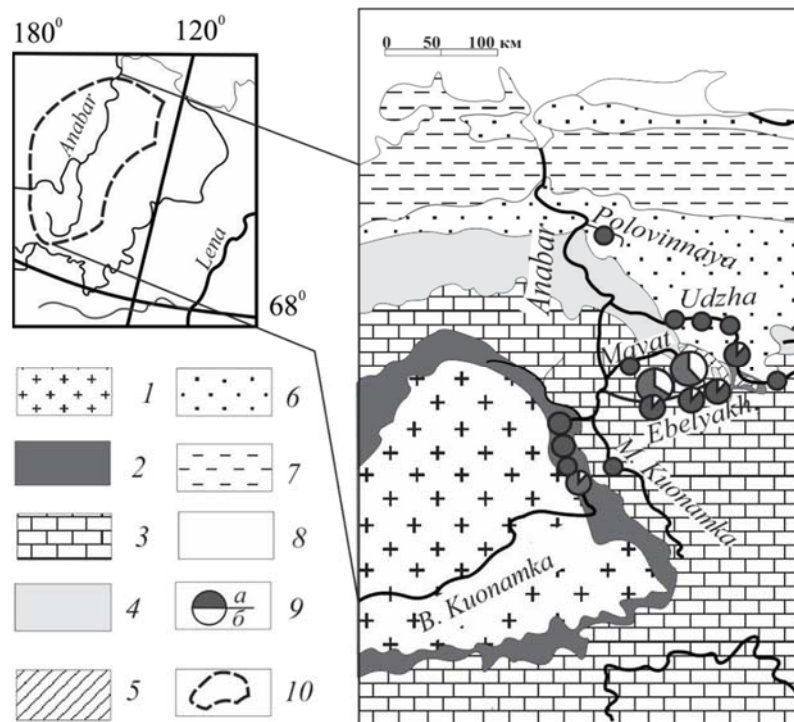 180⁰
120⁰
Anabar
Lena
68⁰
0 50 100 км
Polovinnaya
Anabar
Udzha
Mayat
Ebelyakh
M. Kuonamka
B. Kuonamka
1
2
3
4
5
6
7
8
а
б
9
10